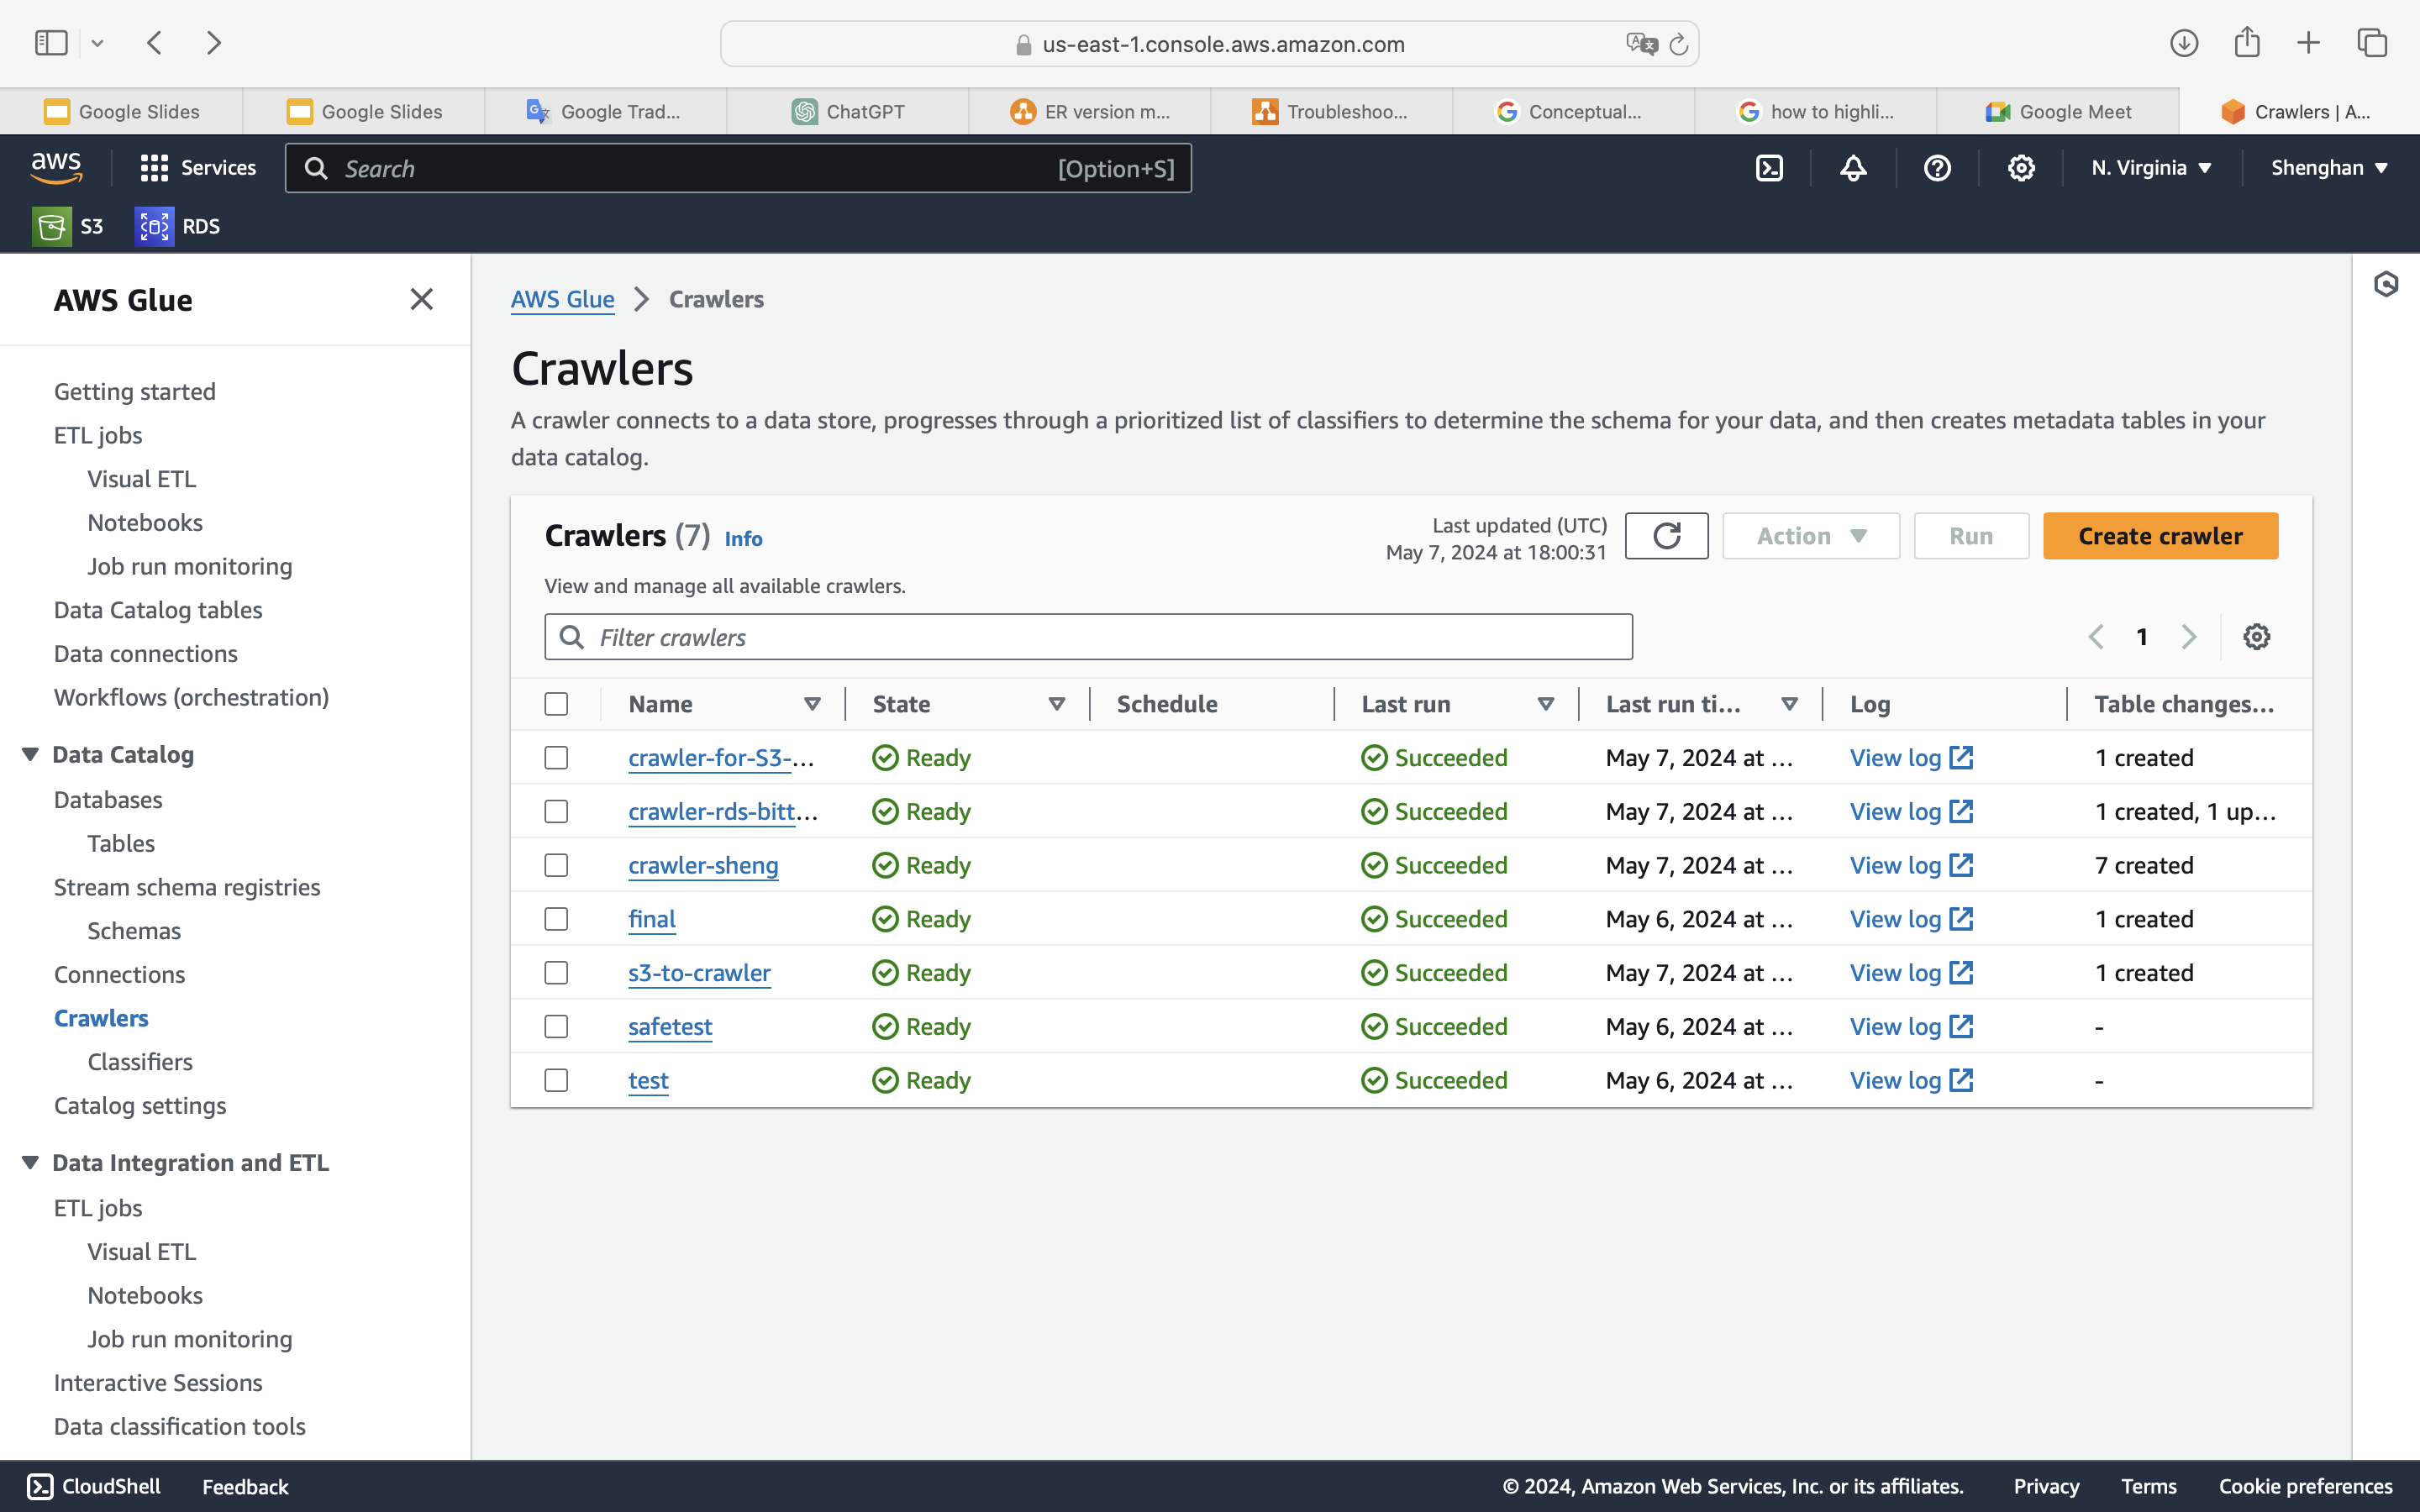 us-east-1.console.aws.amazon.com
Google Slides
Google Slides
Google Trad...
ChatGPT
ER version m...
Troubleshoo...
Conceptual...
how to highli...
Google Meet
Crawlers | A...
aws
Services
Search
[Option+S]
N. Virginia
Shenghan
S3
RDS
AWS Glue
Getting started
ETL jobs
Visual ETL
Notebooks
Job run monitoring
Data Catalog tables
Data connections
Workflows (orchestration)
Data Catalog
Databases
Tables
Stream schema registries
Schemas
Connections
Crawlers
Classifiers
Catalog settings
Data Integration and ETL
ETL jobs
Visual ETL
Notebooks
Job run monitoring
Interactive Sessions
Data classification tools
AWS Glue > Crawlers
Crawlers
A crawler connects to a data store, progresses through a prioritized list of classifiers to determine the schema for your data, and then creates metadata tables in your
data catalog.
Crawlers (7) Info
Last updated (UTC)
May 7, 2024 at 18:00:31
Action
Run
Create crawler
View and manage all available crawlers.
Filter crawlers
1
Name State Schedule Last run Last run ti... Log Table changes...
crawler-for-S3-... Ready Succeeded May 7, 2024 at ... View log 1 created
crawler-rds-bitt... Ready Succeeded May 7, 2024 at ... View log 1 created, 1 up...
crawler-sheng Ready Succeeded May 7, 2024 at ... View log 7 created
final Ready Succeeded May 6, 2024 at ... View log 1 created
s3-to-crawler Ready Succeeded May 7, 2024 at ... View log 1 created
safetest Ready Succeeded May 6, 2024 at ... View log -
test Ready Succeeded May 6, 2024 at ... View log -
CloudShell
Feedback
© 2024, Amazon Web Services, Inc. or its affiliates.
Privacy
Terms
Cookie preferences